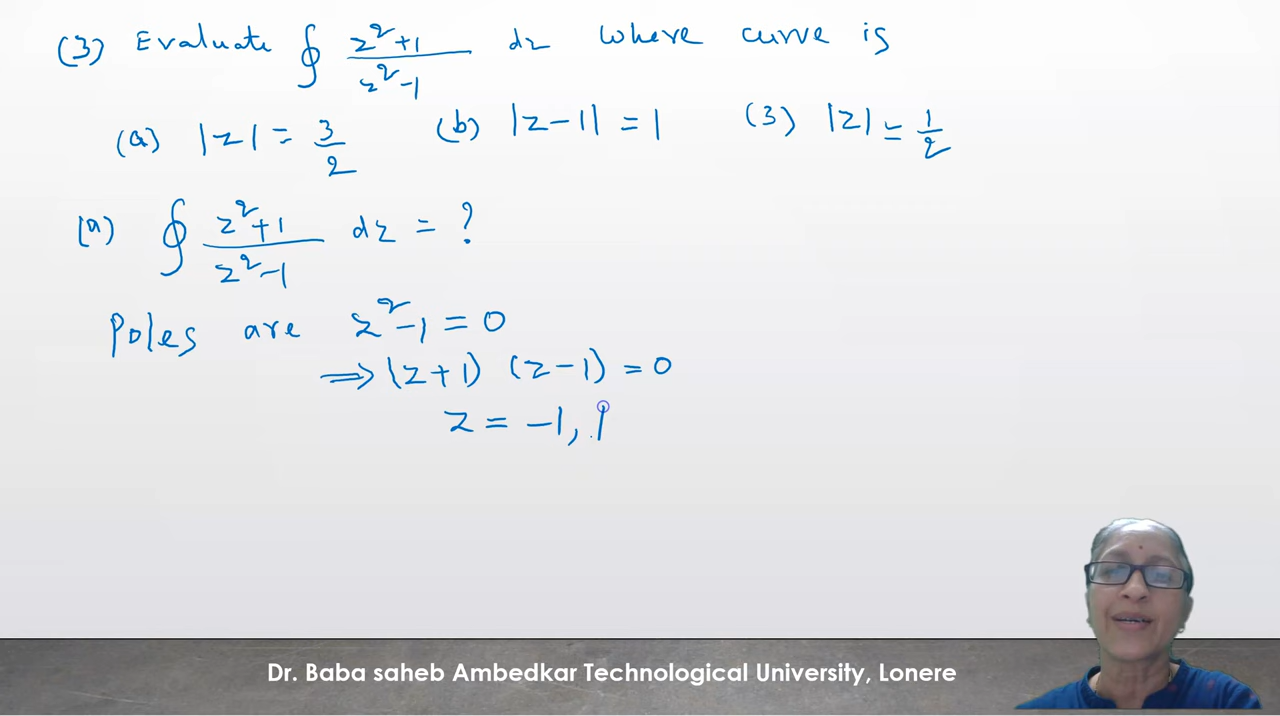 (3) Evaluate ∮ z²+1 / z²-1 dz where curve is
(a) |z| = 3/2 (b) |z-1| = 1 (3) |z| = 1/2
(a) ∮ z²+1 / z²-1 dz = ?
Poles are z²-1 = 0
⟹ (z+1) (z-1) = 0
z = -1, 1
Dr. Baba saheb Ambedkar Technological University, Lonere